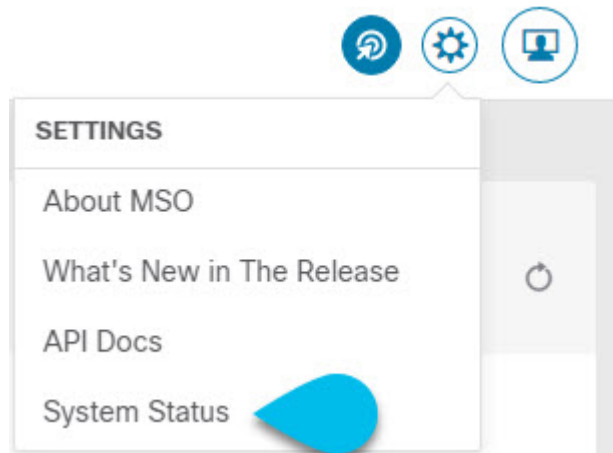 SETTINGS
About MSO
What's New in The Release
API Docs
System Status